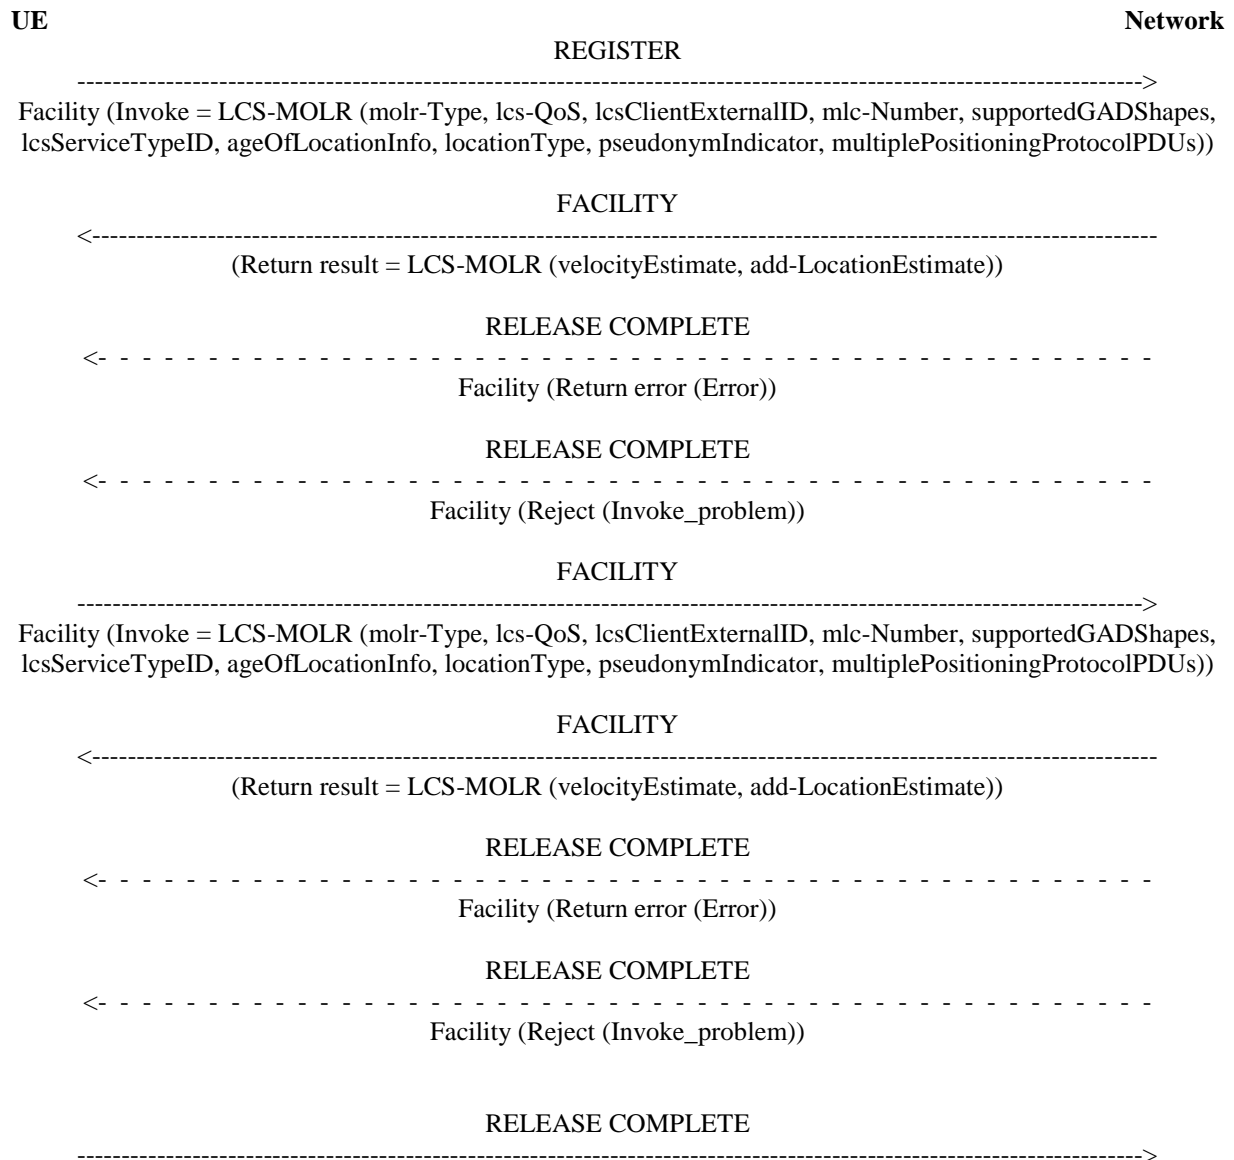 UE Network
REGISTER
------------------------------------------------------------------------------------------------------------------------>
Facility (Invoke = LCS-MOLR (molr-Type, lcs-QoS, lcsClientExternalID, mlc-Number, supportedGADShapes,
lcsServiceTypeID, ageOfLocationInfo, locationType, pseudonymIndicator, multiplePositioningProtocolPDUs))
FACILITY
<------------------------------------------------------------------------------------------------------------------------
(Return result = LCS-MOLR (velocityEstimate, add-LocationEstimate))
RELEASE COMPLETE
<- - - - - - - - - - - - - - - - - - - - - - - - - - - - - - - - - - - - - - - - - - - - - - - -
Facility (Return error (Error))
RELEASE COMPLETE
<- - - - - - - - - - - - - - - - - - - - - - - - - - - - - - - - - - - - - - - - - - - - - - - -
Facility (Reject (Invoke_problem))
FACILITY
------------------------------------------------------------------------------------------------------------------------>
Facility (Invoke = LCS-MOLR (molr-Type, lcs-QoS, lcsClientExternalID, mlc-Number, supportedGADShapes,
lcsServiceTypeID, ageOfLocationInfo, locationType, pseudonymIndicator, multiplePositioningProtocolPDUs))
FACILITY
<------------------------------------------------------------------------------------------------------------------------
(Return result = LCS-MOLR (velocityEstimate, add-LocationEstimate))
RELEASE COMPLETE
<- - - - - - - - - - - - - - - - - - - - - - - - - - - - - - - - - - - - - - - - - - - - - - - -
Facility (Return error (Error))
RELEASE COMPLETE
<- - - - - - - - - - - - - - - - - - - - - - - - - - - - - - - - - - - - - - - - - - - - - - - -
Facility (Reject (Invoke_problem))
RELEASE COMPLETE
------------------------------------------------------------------------------------------------------------------------>